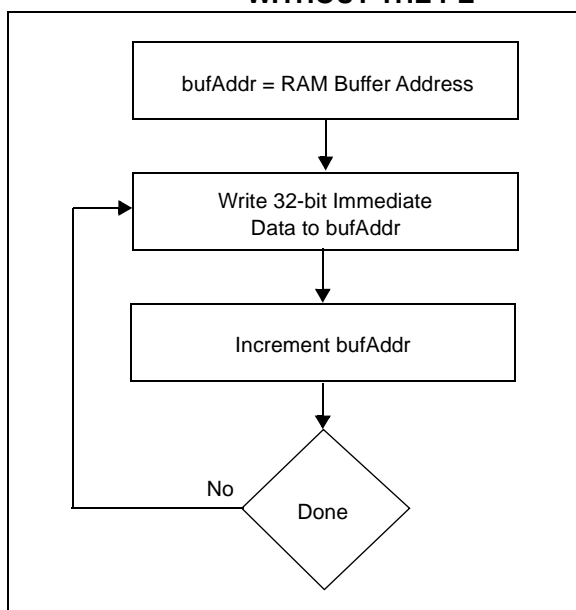 bufAddr = RAM Buffer Address
Write 32-bit Immediate
Data to bufAddr
Increment bufAddr
No
Done